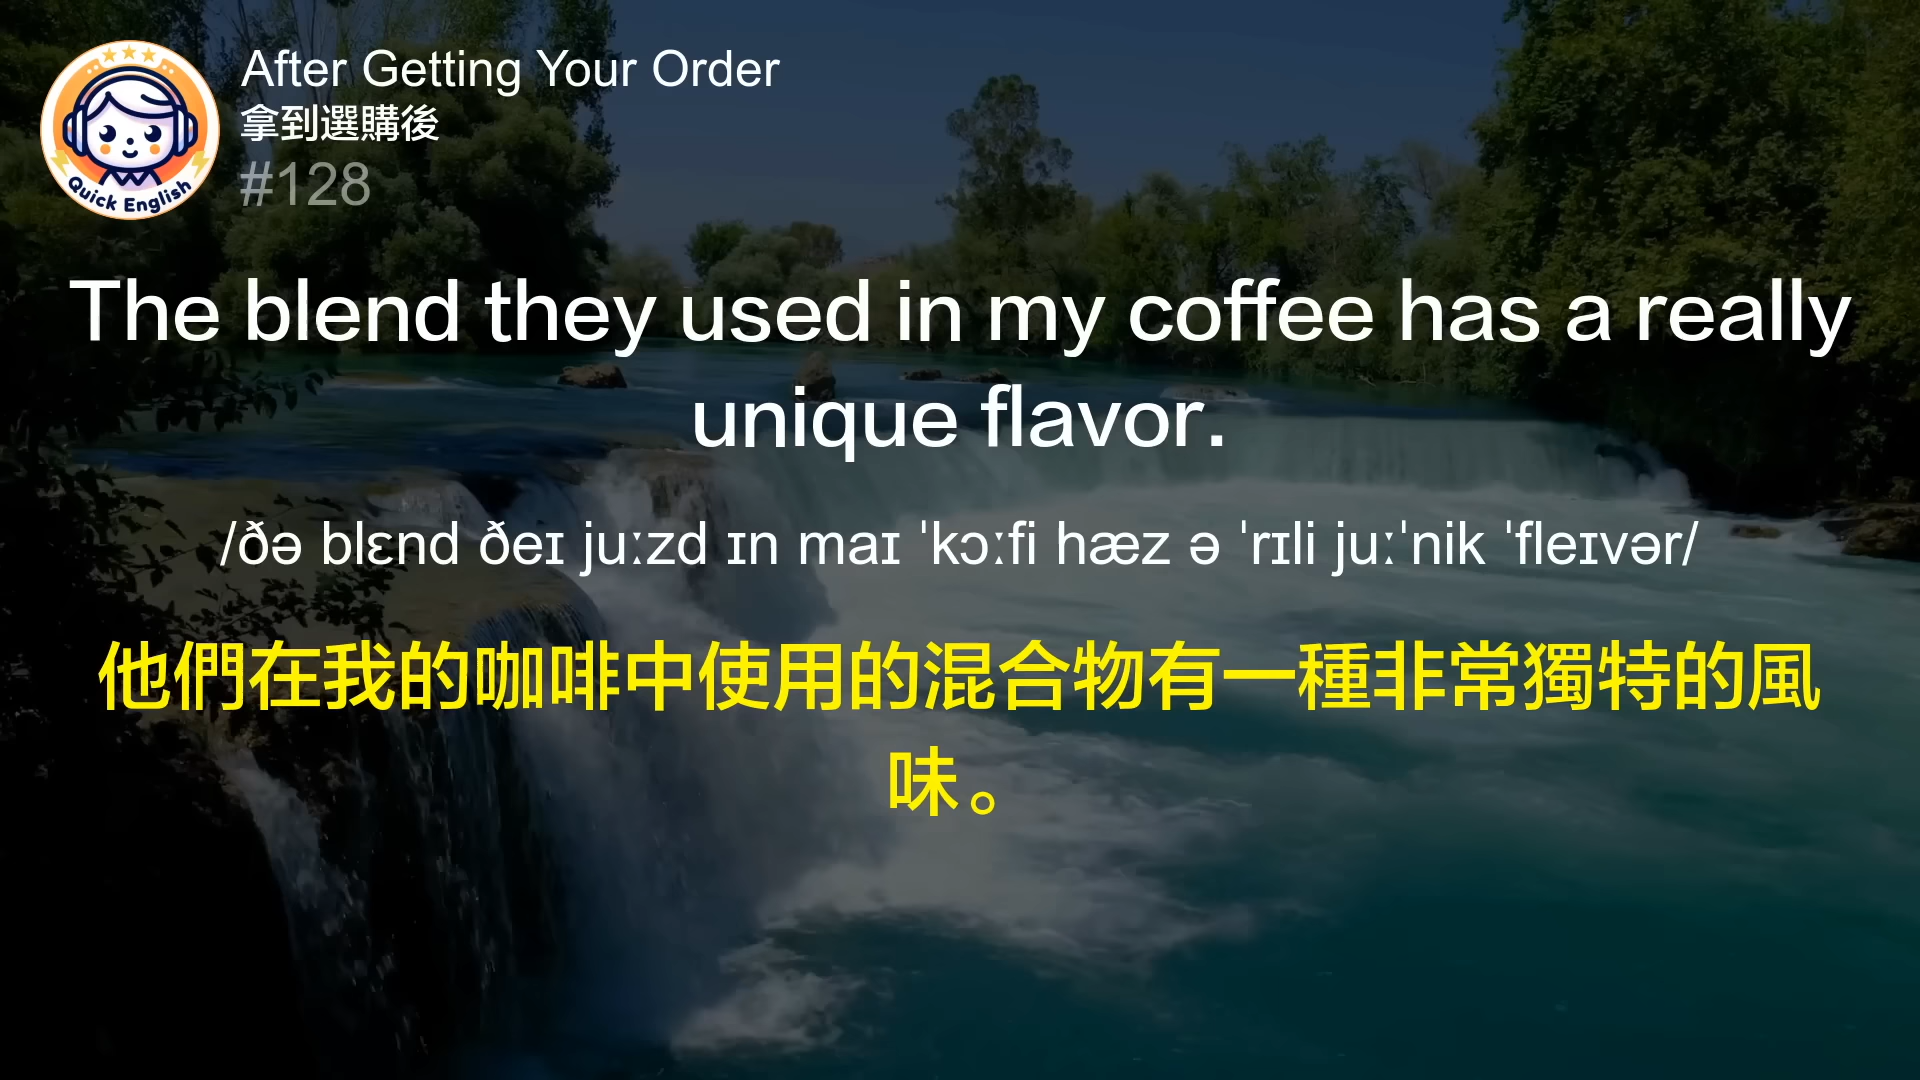 After Getting Your Order
拿到選購後
#128
Quick English
The blend they used in my coffee has a really
unique flavor.
/ðə blɛnd ðeɪ juːzd ɪn maɪ ˈkɔːfi hæz ə ˈrɪli juːˈnik ˈfleɪvər/
他們在我的咖啡中使用的混合物有一種非常獨特的風
味。